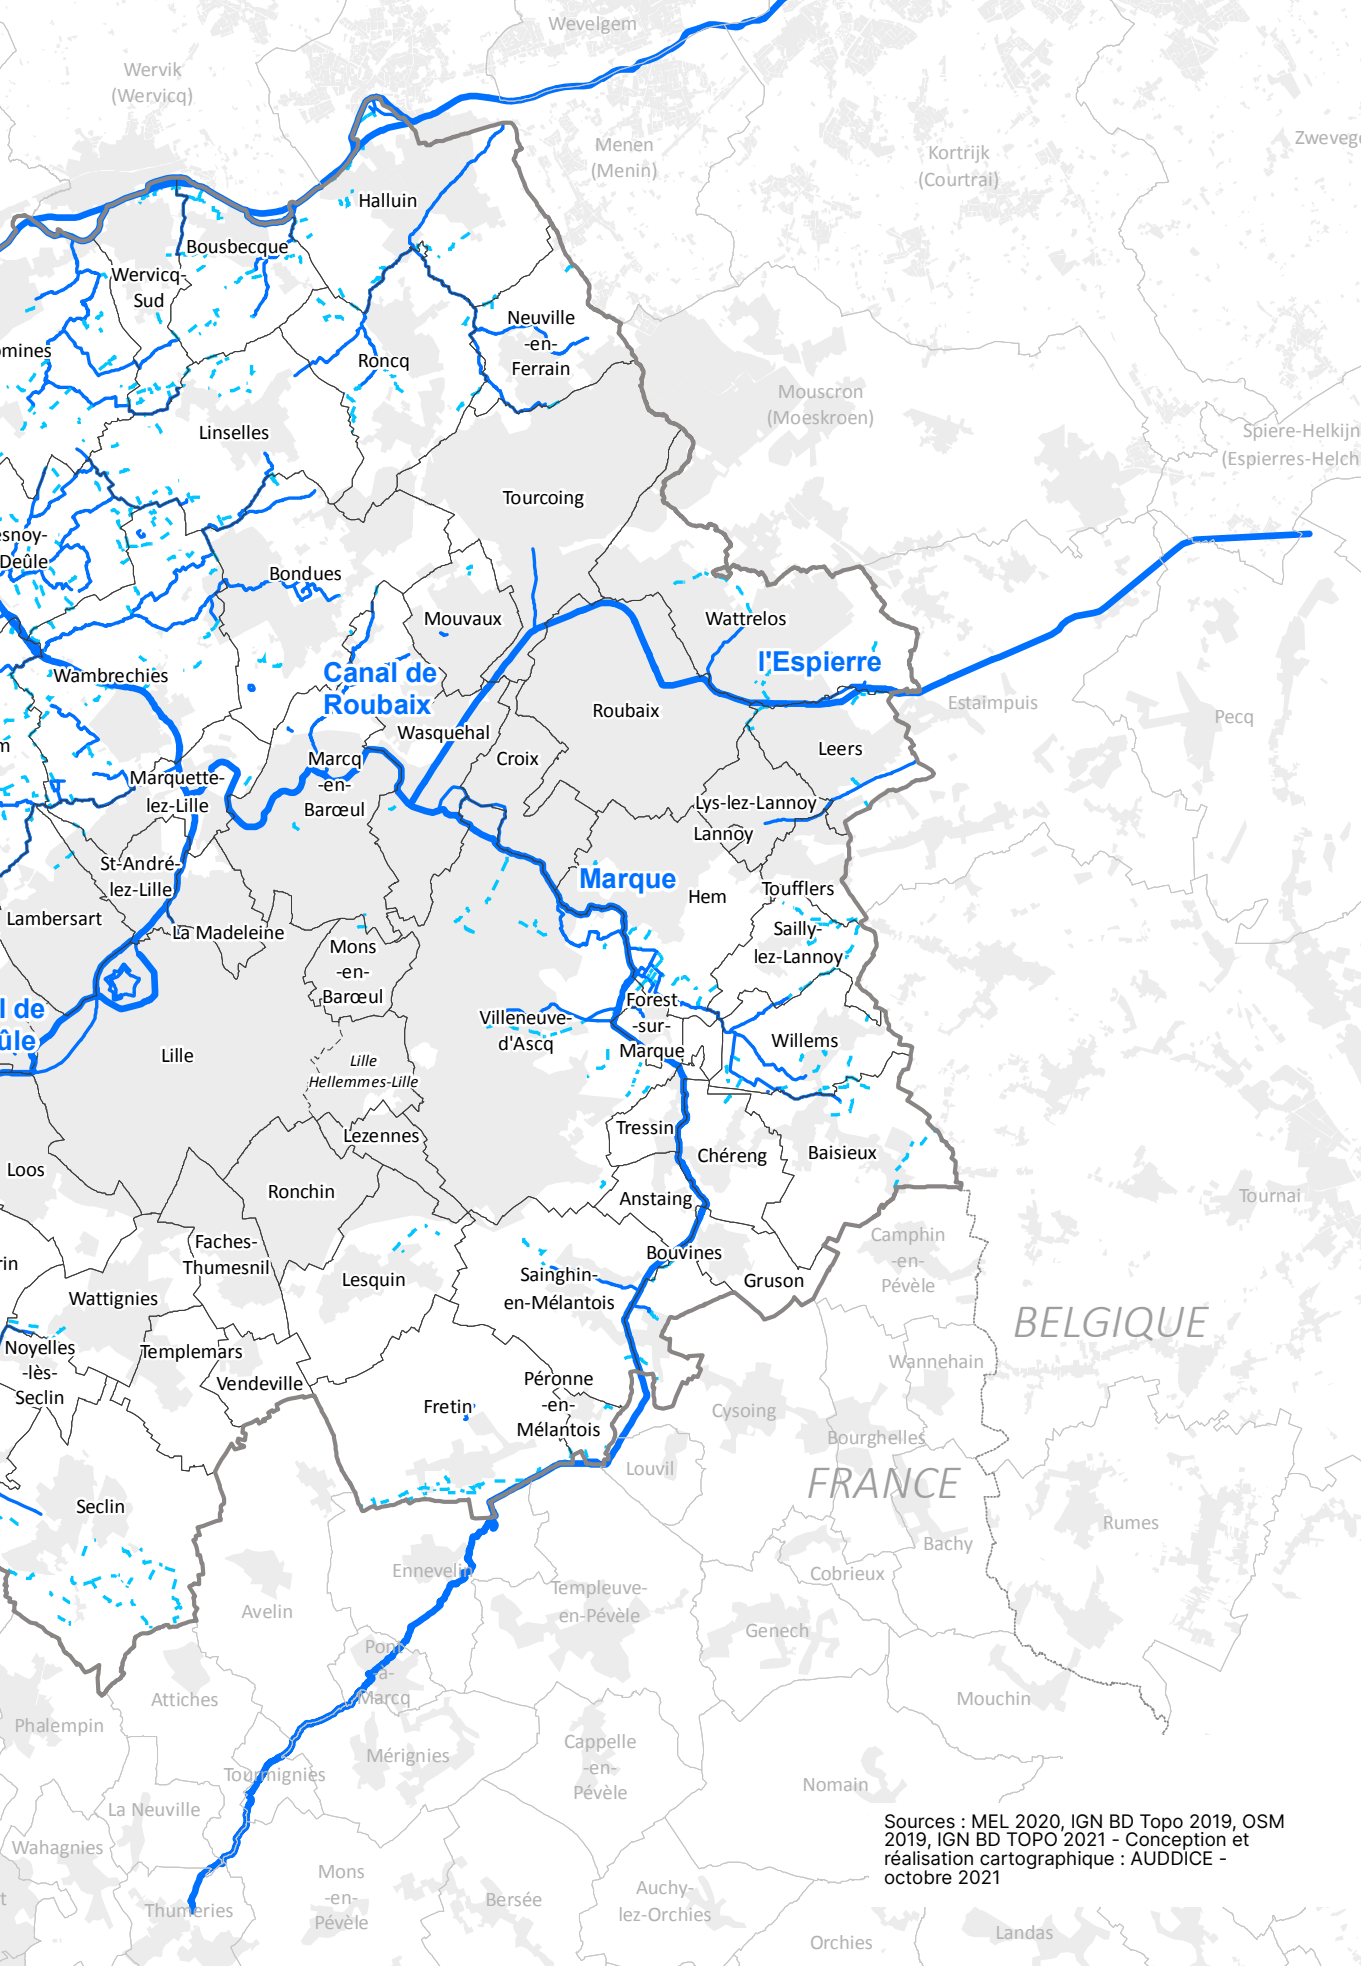 Wevelgem
Wervik
(Wervicq)
Menen
(Menin)
Kortrijk
(Courtrai)
Zwevege
Halluin
Bousbecque
Wervicq-
Sud
Neuville
-en-
Ferrain
omines
Roncq
Mouscron
(Moeskroen)
Linselles
Spiere-Helkijn
(Espierres-Helch
Tourcoing
esnoy-
Deûle
Bondues
Mouvaux
Wattrelos
l'Espierre
Wambrechies
Canal de
Roubaix
Roubaix
Estaimpuis
Pecq
Wasquehal
m
Croix
Leers
Marcq
-en-
Barœul
Marquette-
lez-Lille
Lys-lez-Lannoy
Lannoy
St-André-
lez-Lille
Marque
Hem
Toufflers
Lambersart
La Madeleine
Sailly-
lez-Lannoy
Mons
-en-
Barœul
l de
ûle
Forest
-sur-
Marque
Villeneuve-
d'Ascq
Willems
Lille
Lille
Hellemmes-Lille
Lezennes
Tressin
Chéreng
Baisieux
Loos
Ronchin
Anstaing
Tournai
Faches-
Thumesnil
Camphin
-en-
Pévèle
rin
Lesquin
Bouvines
Sainghin-
en-Mélantois
Gruson
Wattignies
BELGIQUE
Noyelles
-lès-
Seclin
Templemars
Vendeville
Wannehain
Péronne
-en-
Mélantois
Fretin
Cysoing
Bourghelles
Louvil
FRANCE
Seclin
Rumes
Bachy
Ennevelin
Cobrieux
Templeuve-
en-Pévèle
Avelin
Genech
Pont
-à-
Marcq
Attiches
Mouchin
Phalempin
Mérignies
Cappelle
-en-
Pévèle
Tourmignies
Nomain
La Neuville
Sources : MEL 2020, IGN BD Topo 2019, OSM
2019, IGN BD TOPO 2021 - Conception et
réalisation cartographique : AUDDICE -
octobre 2021
Wahagnies
Mons
-en-
Pévèle
Bersée
Auchy-
lez-Orchies
t
Thumeries
Orchies
Landas